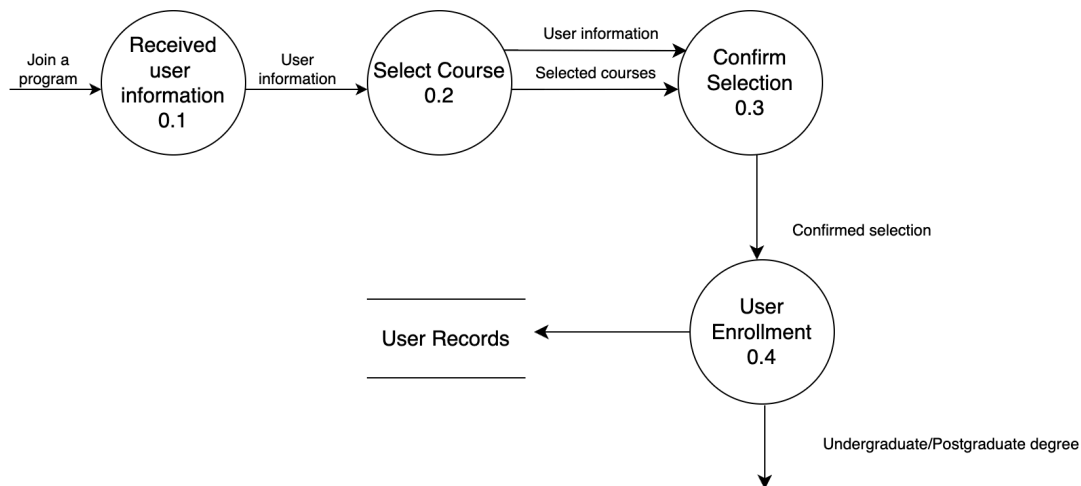 Join a
program
Received
user
information
0.1
User
information
Select Course
0.2
User information
Selected courses
Confirm
Selection
0.3
Confirmed selection
User
Enrollment
0.4
User Records
Undergraduate/Postgraduate degree